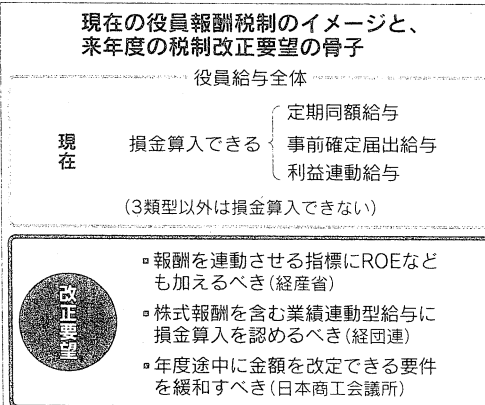 現在の役員報酬税制のイメージと、
来年度の税制改正要望の骨子
役員給与全体
現在
損金算入できる
定期同額給与
事前確定届出給与
利益連動給与
(3類型以外は損金算入できない)
改正要望
報酬を連動させる指標にROEなど
も加えるべき(経産省)
株式報酬を含む業績連動型給与に
損金算入を認めるべき(経団連)
年度途中に金額を改定できる要件
を緩和すべき(日本商工会議所)